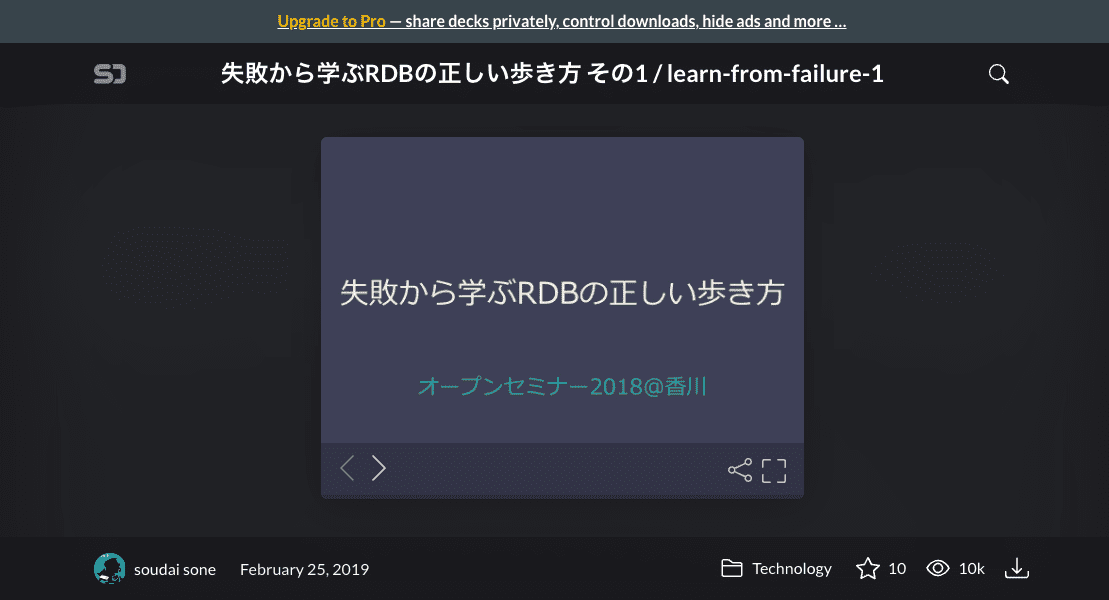 Upgrade to Pro — share decks privately, control downloads, hide ads and more …
SD
失敗から学ぶRDBの正しい歩き方 その1 / learn-from-failure-1
失敗から学ぶRDBの正しい歩き方
オープンセミナー2018@香川
soudai sone
February 25, 2019
Technology
10
10k